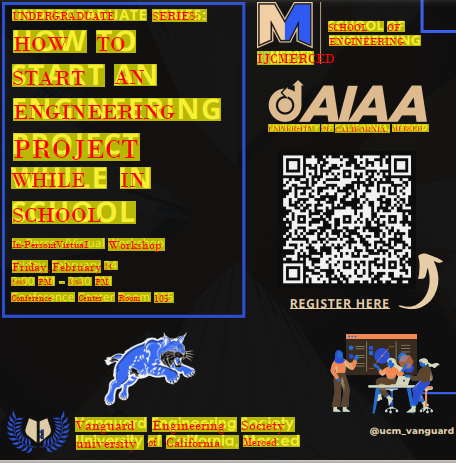 UNDERGRADUATE SERIES:
HOW TO
START AN
ENGINEERING
PROJECT
WHILE IN
SCHOOL
In-Person/Virtual Workshop
Friday, February
PM – PM
Conference Center Room 105
UCMERCED
SCHOOL OF
ENGINEERING
AIAA
UNIVERSITY OF CALIFORNIA, MERCED
REGISTER HERE
Vanguard Engineering Society
University of California, Merced
@ucm_vanguard